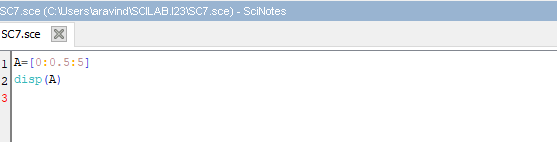 SC7.sce (C:\Users\aravind\SCILAB.I23\SC7.sce) - SciNotes
SC7.sce
1 A=[0:0.5:5]
2 disp(A)
3